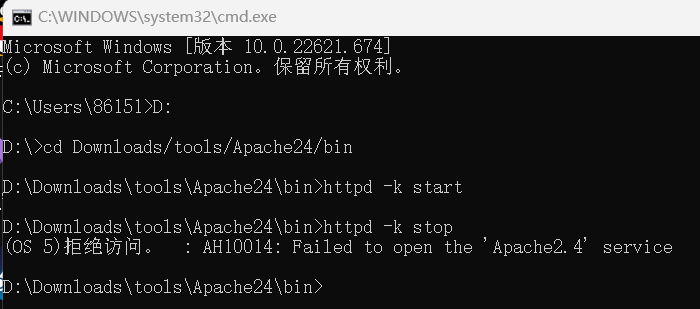 C:\WINDOWS\system32\cmd.exe
Microsoft Windows [版本 10.0.22621.674]
(c) Microsoft Corporation。保留所有权利。
C:\Users\86151>D:
D:\>cd Downloads/tools/Apache24/bin
D:\Downloads\tools\Apache24\bin>httpd -k start
D:\Downloads\tools\Apache24\bin>httpd -k stop
(OS 5)拒绝访问。  : AH10014: Failed to open the 'Apache2.4' service
D:\Downloads\tools\Apache24\bin>